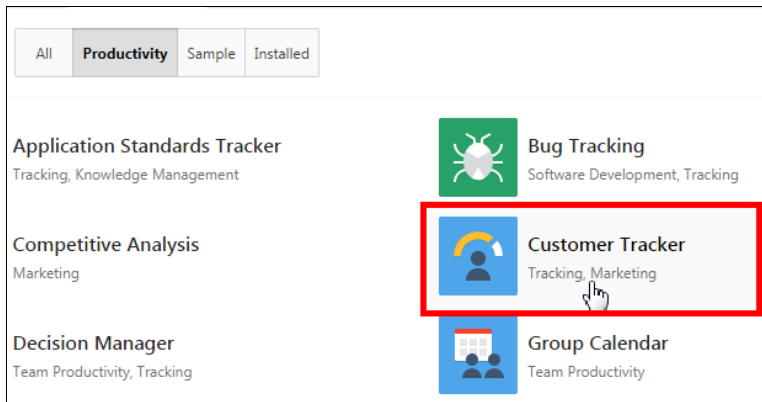 All Productivity Sample Installed
Application Standards Tracker
Tracking, Knowledge Management
Bug Tracking
Software Development, Tracking
Competitive Analysis
Marketing
Customer Tracker
Tracking, Marketing
Decision Manager
Team Productivity, Tracking
Group Calendar
Team Productivity